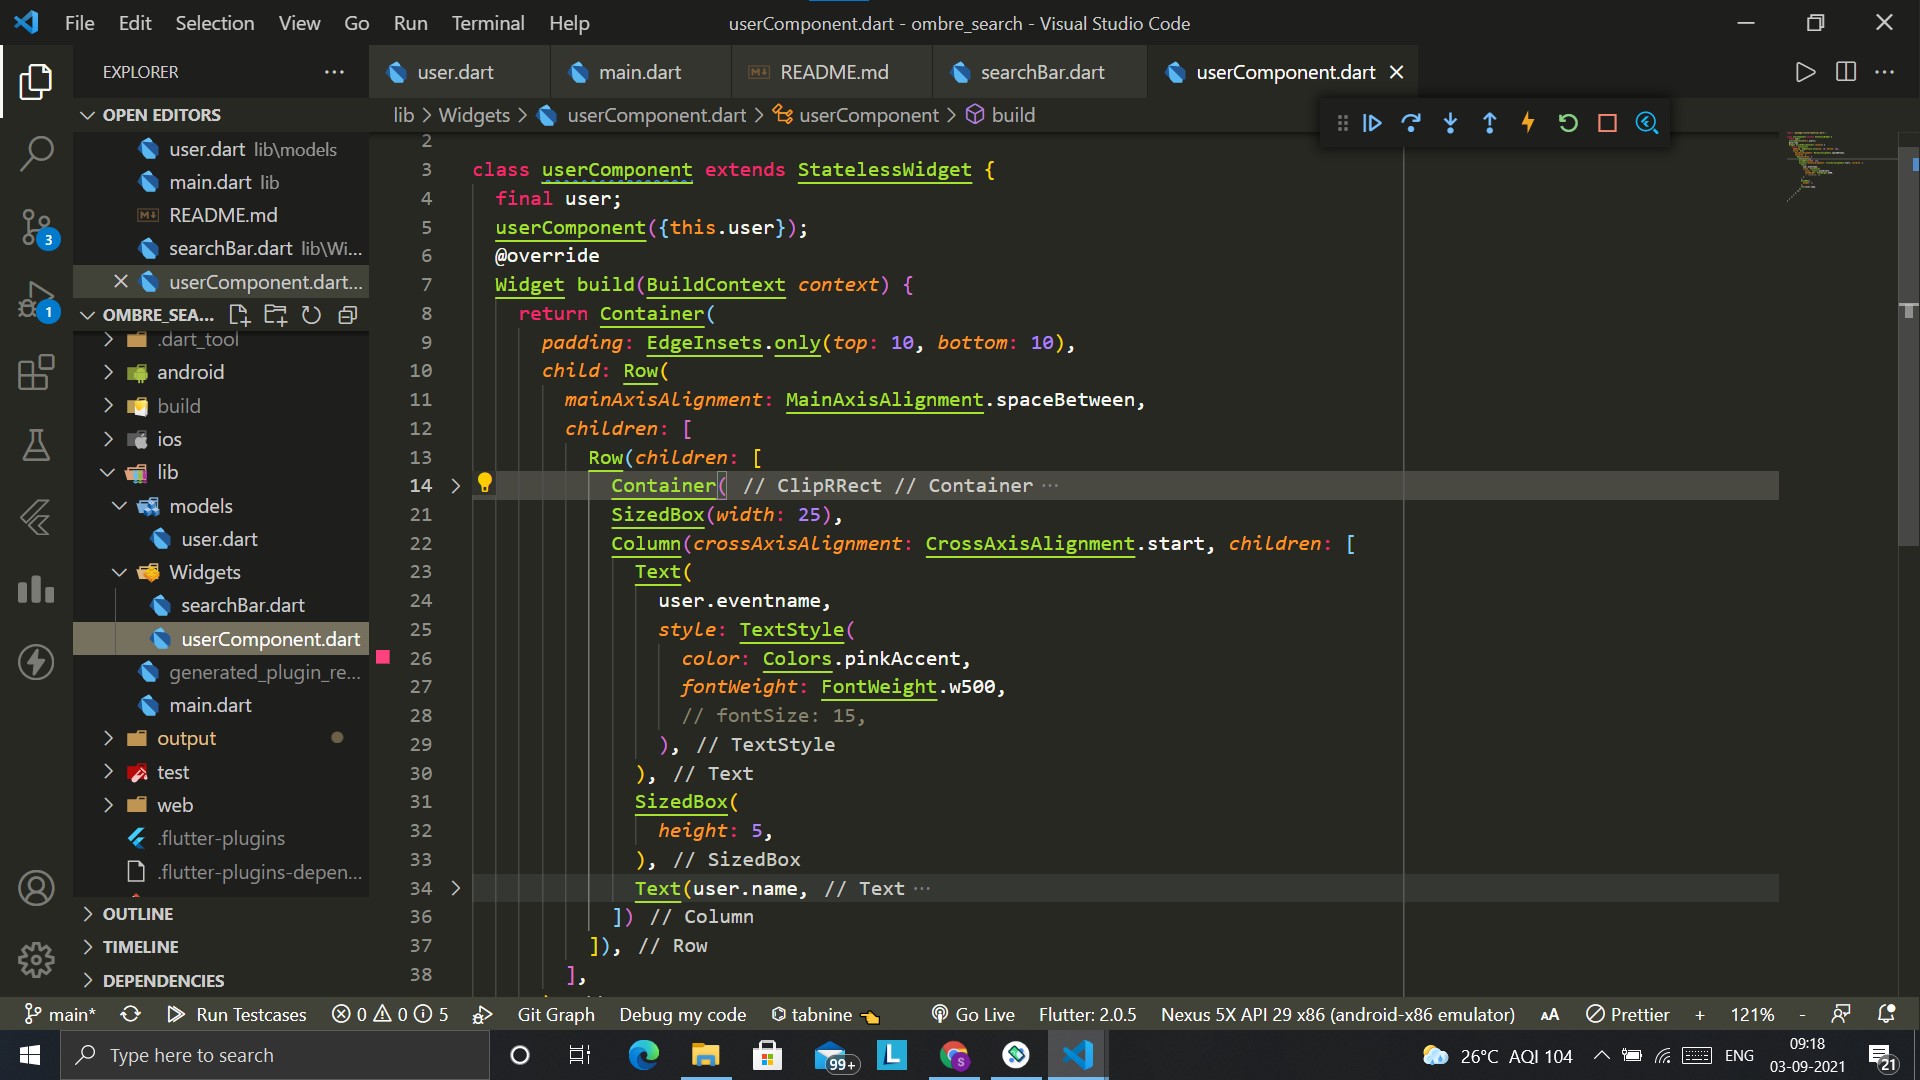 File Edit Selection View Go Run Terminal Help
userComponent.dart - ombre_search - Visual Studio Code
EXPLORER ...
user.dart
main.dart
README.md
searchBar.dart
userComponent.dart
OPEN EDITORS
user.dart lib\models
main.dart lib
README.md
searchBar.dart lib\Wi...
userComponent.dart...
OMBRE_SEA...
.dart_tool
android
build
ios
lib
models
user.dart
Widgets
searchBar.dart
userComponent.dart
generated_plugin_re...
main.dart
output
test
web
.flutter-plugins
.flutter-plugins-depen...
OUTLINE
TIMELINE
DEPENDENCIES
3
1
lib > Widgets > userComponent.dart > userComponent > build
2
3 class userComponent extends StatelessWidget {
4 final user;
5 userComponent({this.user});
6 @override
7 Widget build(BuildContext context) {
8 return Container(
9 padding: EdgeInsets.only(top: 10, bottom: 10),
10 child: Row(
11 mainAxisAlignment: MainAxisAlignment.spaceBetween,
12 children: [
13 Row(children: [
14 Container( // ClipRRect // Container ...
21 SizedBox(width: 25),
22 Column(crossAxisAlignment: CrossAxisAlignment.start, children: [
23 Text(
24 user.eventname,
25 style: TextStyle(
26 color: Colors.pinkAccent,
27 fontWeight: FontWeight.w500,
28 // fontSize: 15,
29 ), // TextStyle
30 ), // Text
31 SizedBox(
32 height: 5,
33 ), // SizedBox
34 Text(user.name, // Text ...
36 ]) // Column
37 ]), // Row
38 ],
main* Run Testcases 0 0 5 Git Graph Debug my code tabnine Go Live Flutter: 2.0.5 Nexus 5X API 29 x86 (android-x86 emulator) AA Prettier + 121% -
Type here to search
99+
L
S
26°C AQI 104
ENG
09:18
03-09-2021
21